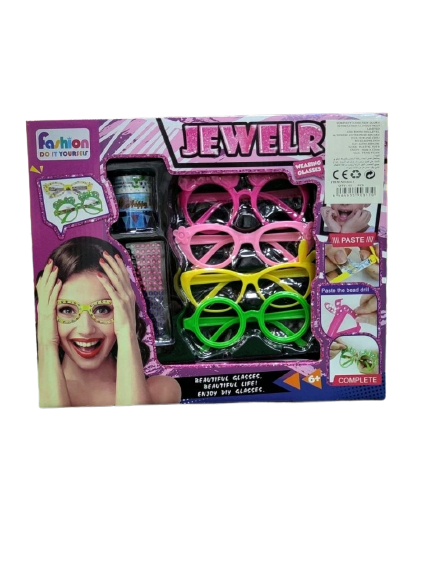 Fashion
DO IT YOURSELF
JEWELR
WEARING
GLASSES
CE
PASTE
Paste the bead drill
COMPLETE
BEAUTIFUL GLASSES,
BEAUTIFUL LIFE!
ENJOY DIY GLASSES.
6+